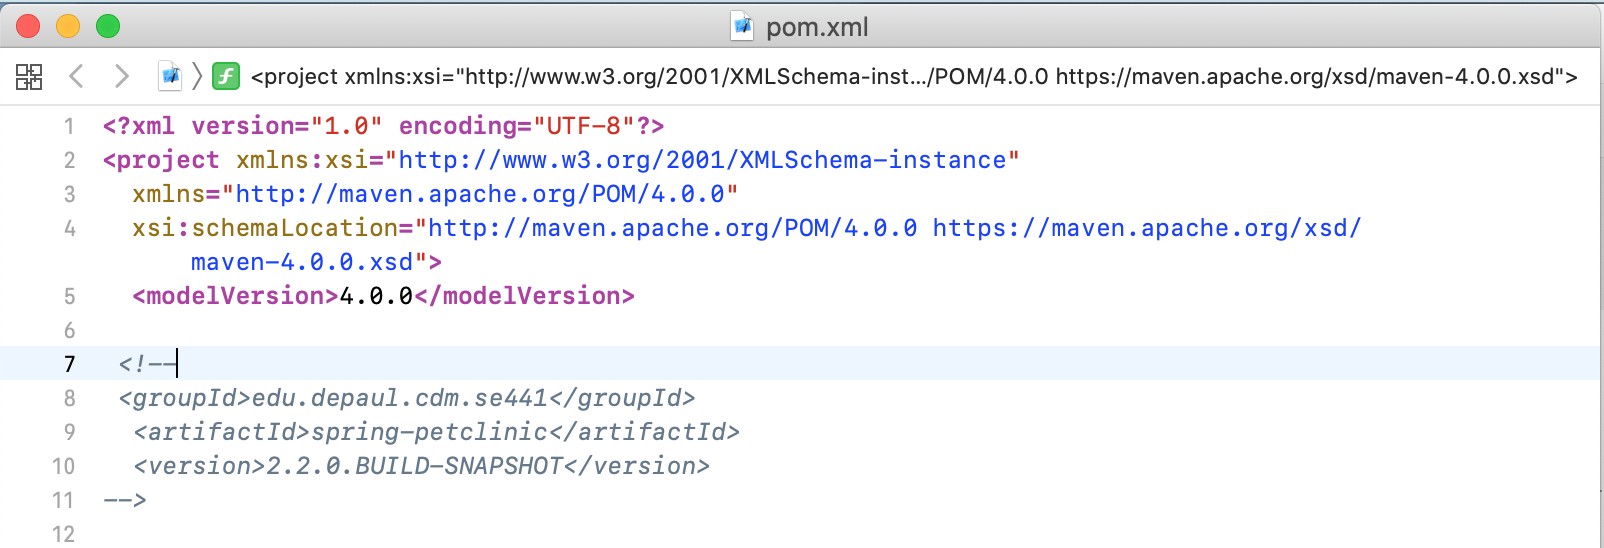 pom.xml
<project xmlns:xsi="http://www.w3.org/2001/XMLSchema-inst…/POM/4.0.0 https://maven.apache.org/xsd/maven-4.0.0.xsd">
1 <?xml version="1.0" encoding="UTF-8"?>
2 <project xmlns:xsi="http://www.w3.org/2001/XMLSchema-instance"
3 xmlns="http://maven.apache.org/POM/4.0.0"
4 xsi:schemaLocation="http://maven.apache.org/POM/4.0.0 https://maven.apache.org/xsd/
maven-4.0.0.xsd">
5 <modelVersion>4.0.0</modelVersion>
6
7 <!--
8 <groupId>edu.depaul.cdm.se441</groupId>
9 <artifactId>spring-petclinic</artifactId>
10 <version>2.2.0.BUILD-SNAPSHOT</version>
11 -->
12